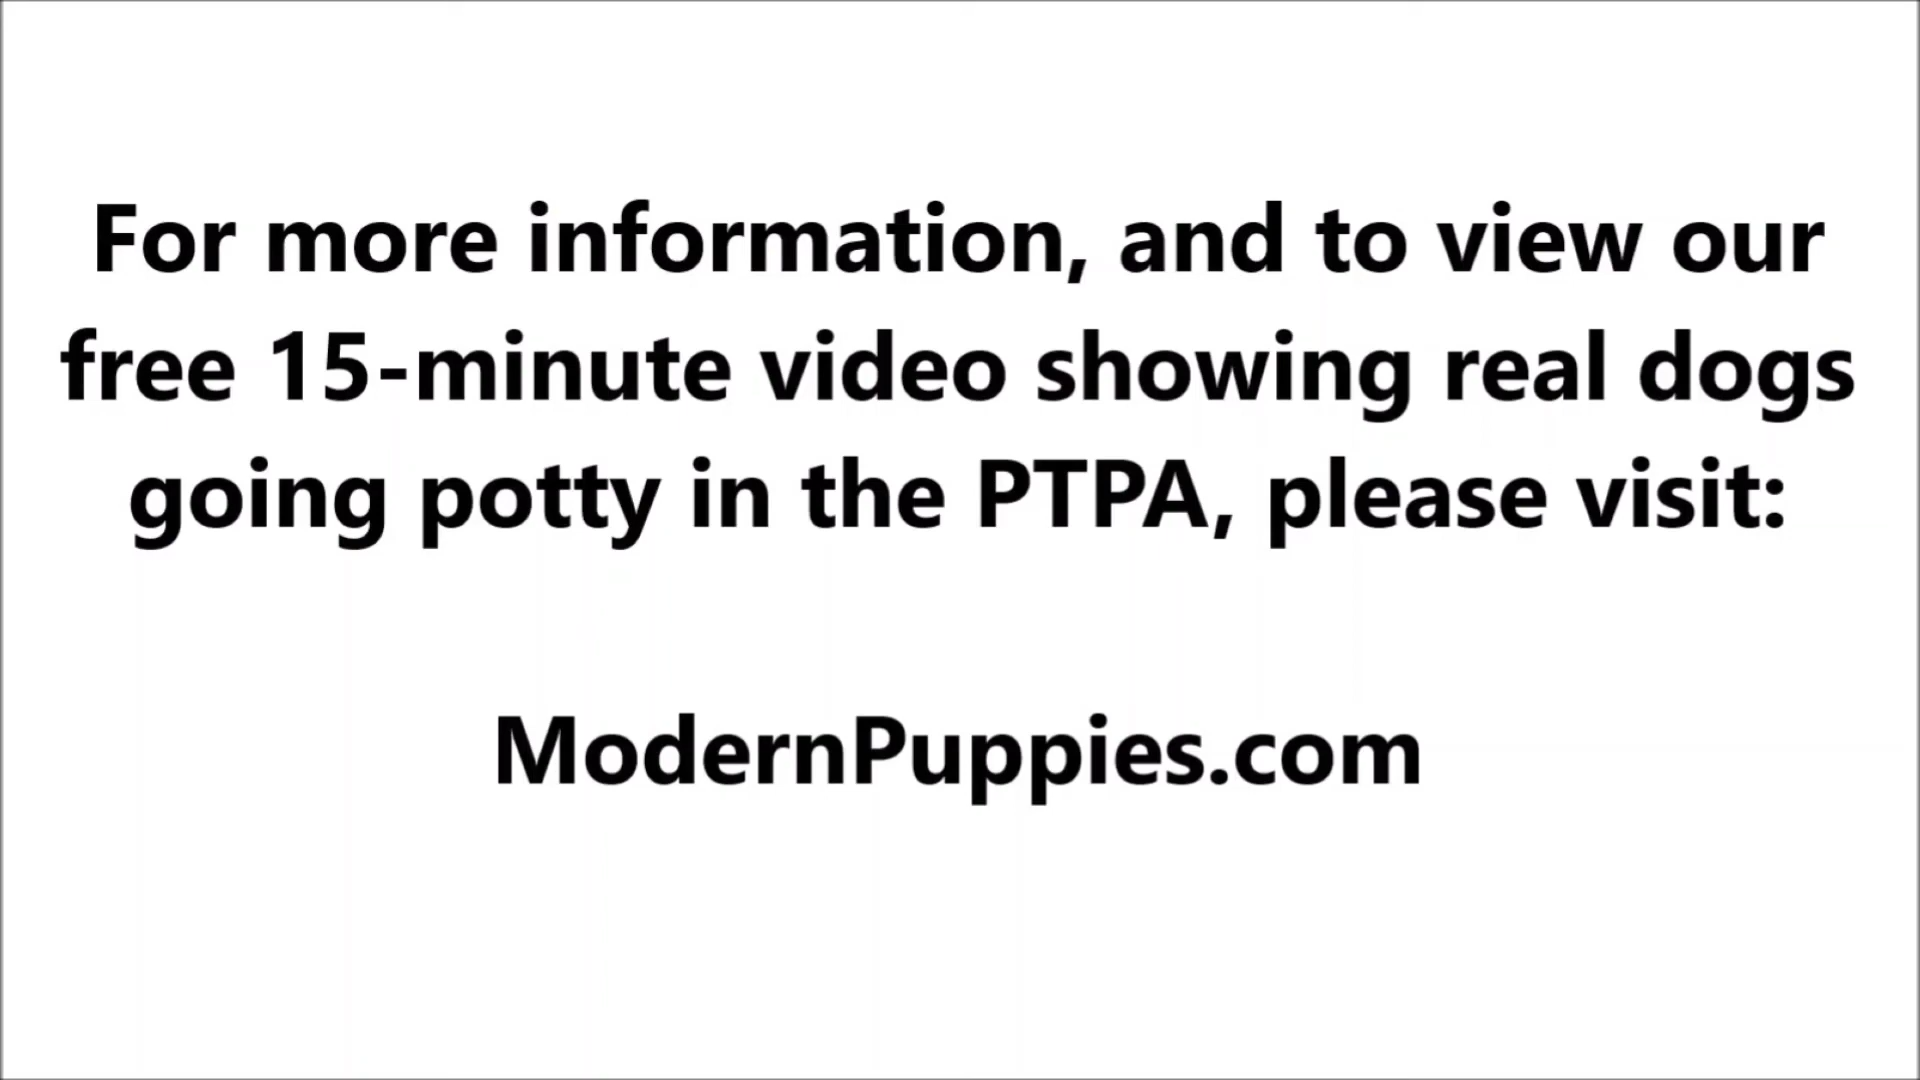 For more information, and to view our
free 15-minute video showing real dogs
going potty in the PTPA, please visit:
ModernPuppies.com